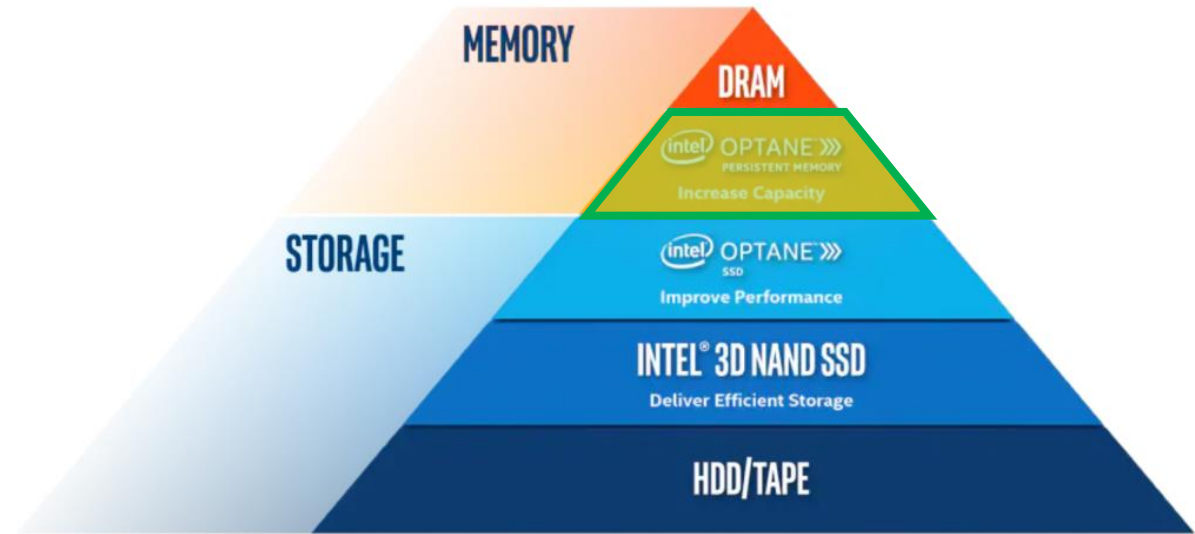 MEMORY
DRAM
intel OPTANE »»
PERSISTENT MEMORY
Increase Capacity
STORAGE
intel OPTANE »»
SSD
Improve Performance
INTEL® 3D NAND SSD
Deliver Efficient Storage
HDD/TAPE